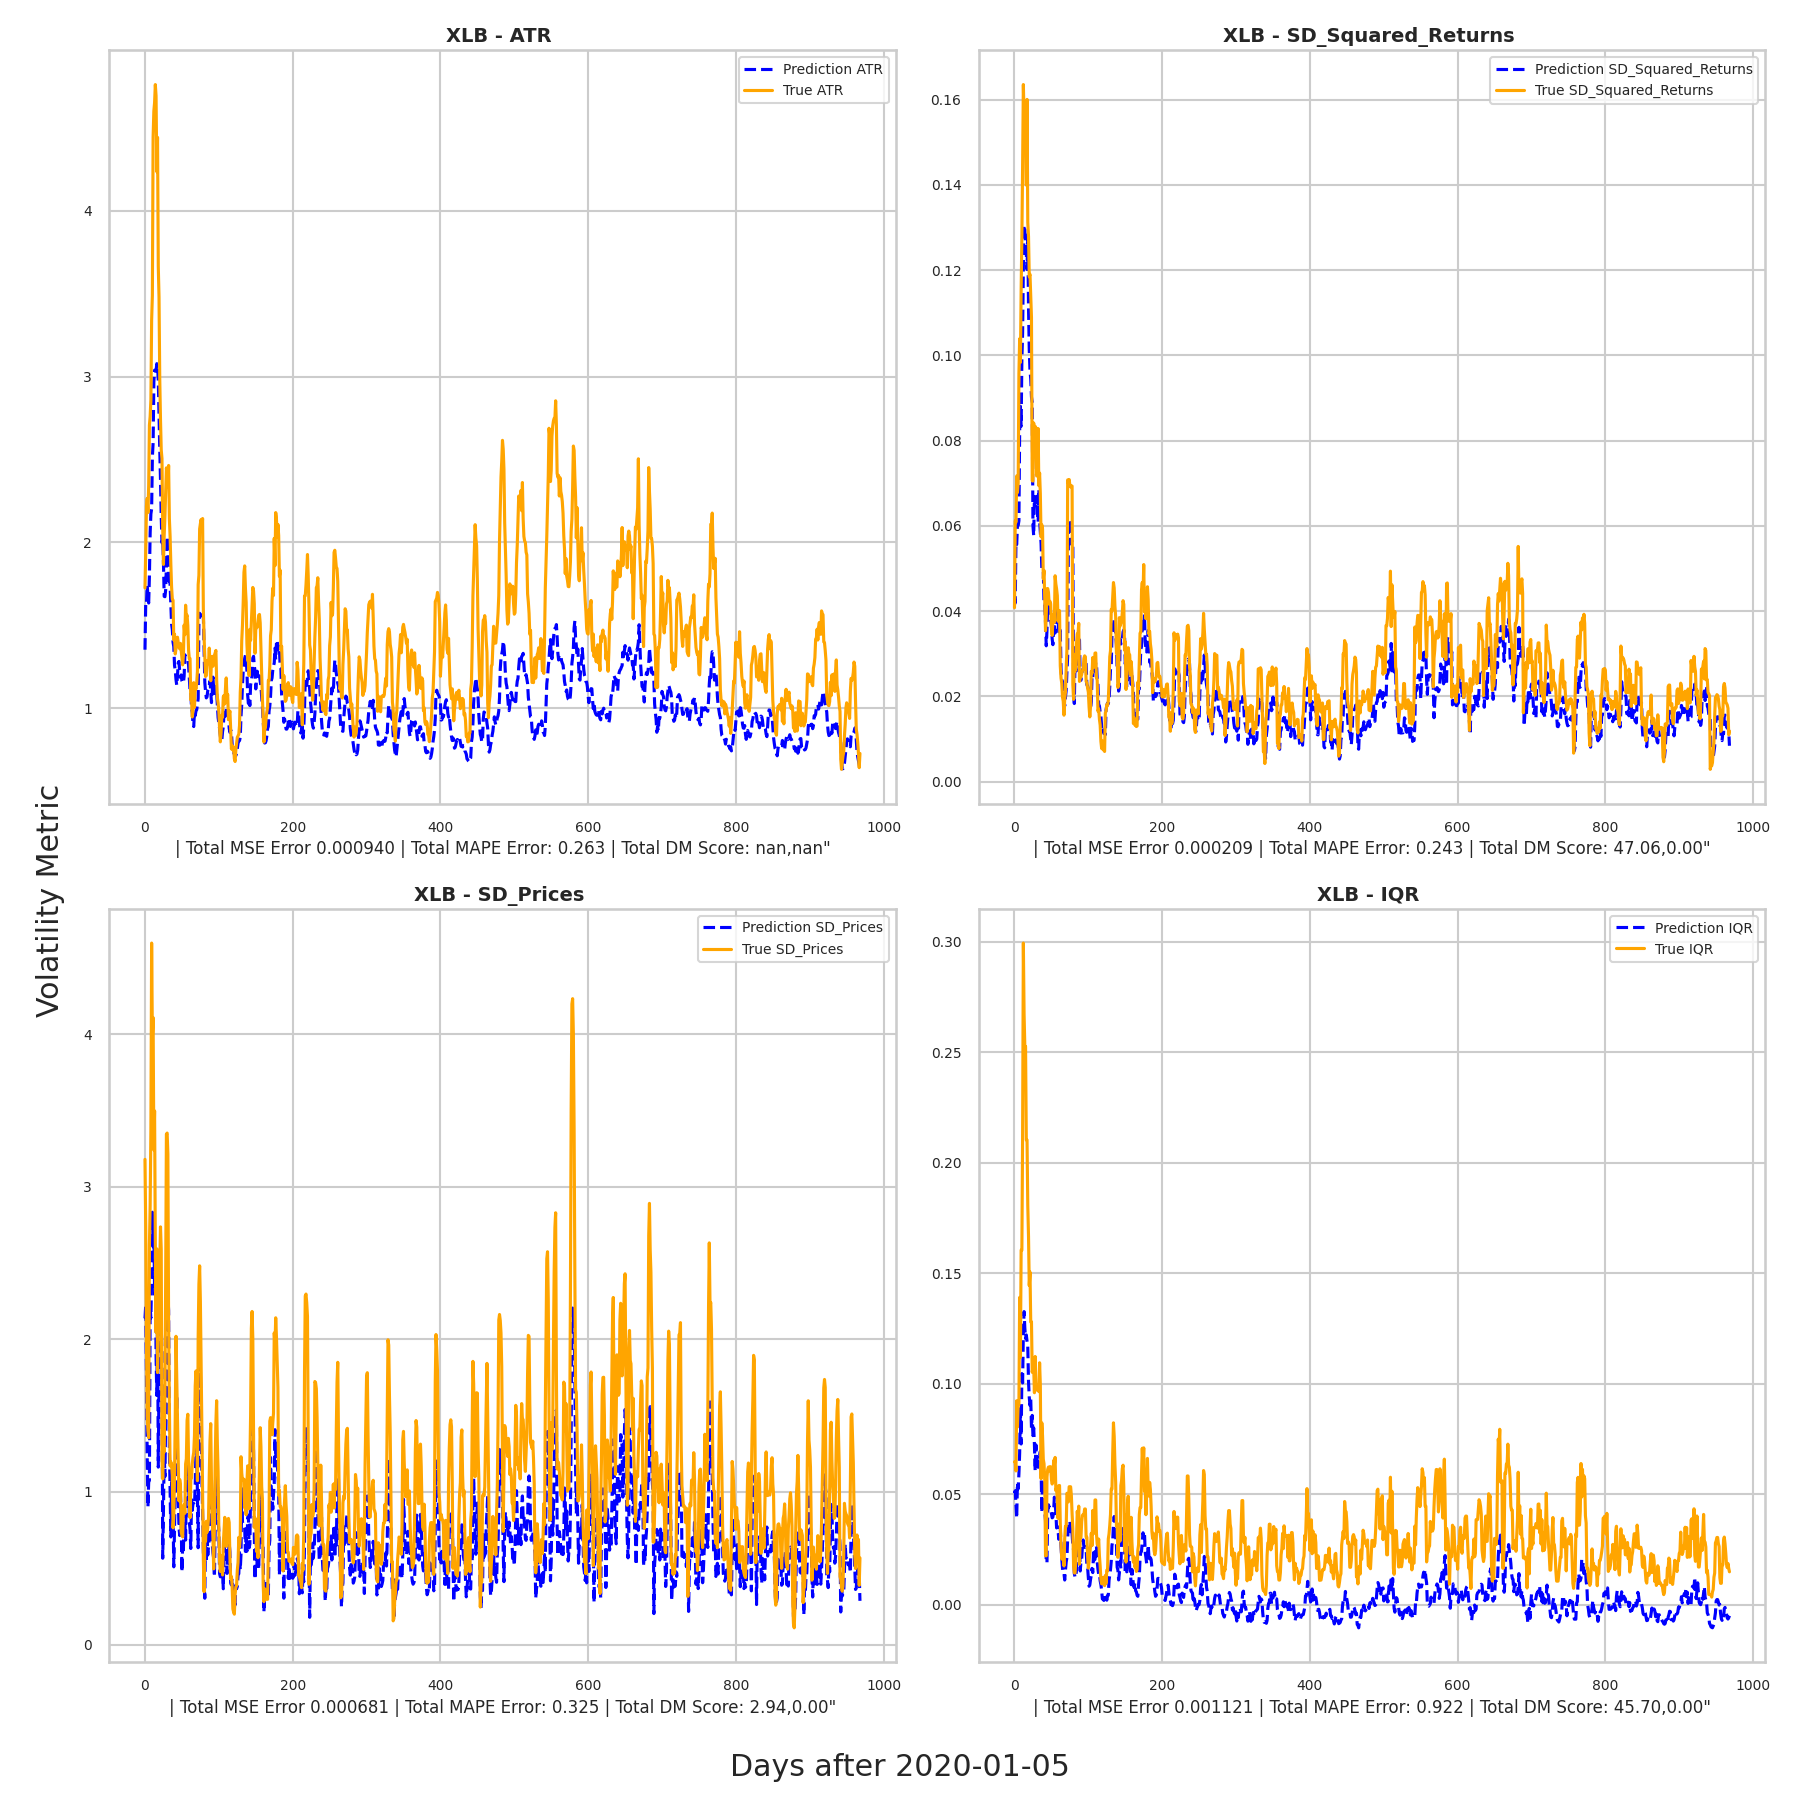 XLB - ATR
Prediction ATR
True ATR
4
3
2
1
0 200 400 600 800 1000
| Total MSE Error 0.000940 | Total MAPE Error: 0.263 | Total DM Score: nan,nan"
XLB - SD_Squared_Returns
Prediction SD_Squared_Returns
True SD_Squared_Returns
0.16
0.14
0.12
0.10
0.08
0.06
0.04
0.02
0.00
0 200 400 600 800 1000
| Total MSE Error 0.000209 | Total MAPE Error: 0.243 | Total DM Score: 47.06,0.00"
Volatility Metric
XLB - SD_Prices
Prediction SD_Prices
True SD_Prices
4
3
2
1
0
0 200 400 600 800 1000
| Total MSE Error 0.000681 | Total MAPE Error: 0.325 | Total DM Score: 2.94,0.00"
XLB - IQR
Prediction IQR
True IQR
0.30
0.25
0.20
0.15
0.10
0.05
0.00
0 200 400 600 800 1000
| Total MSE Error 0.001121 | Total MAPE Error: 0.922 | Total DM Score: 45.70,0.00"
Days after 2020-01-05